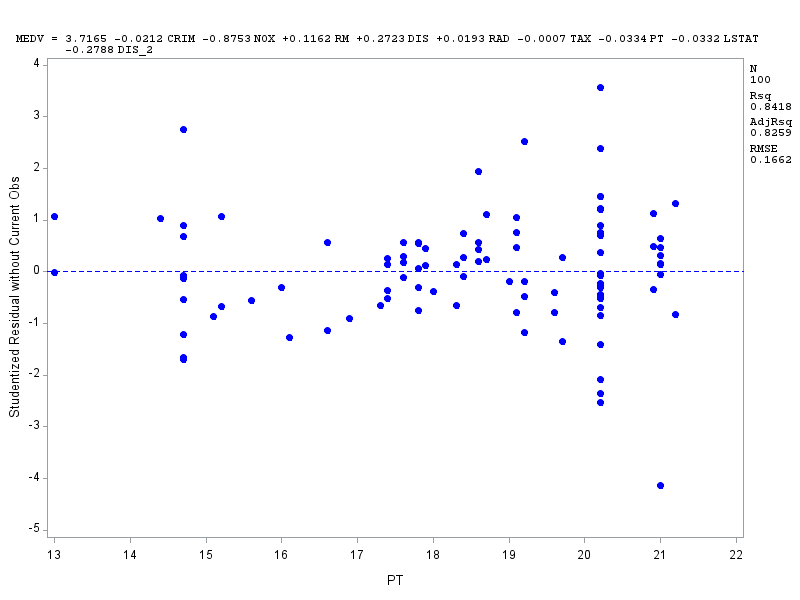 MEDV = 3.7165 -0.0212 CRIM -0.8753 NOX +0.1162 RM +0.2723 DIS +0.0193 RAD -0.0007 TAX -0.0334 PT -0.0332 LSTAT
-0.2788 DIS_2
N
100
Rsq
0.8418
AdjRsq
0.8259
RMSE
0.1662
Studentized Residual without Current Obs
4
3
2
1
0
-1
-2
-3
-4
-5
13 14 15 16 17 18 19 20 21 22
PT